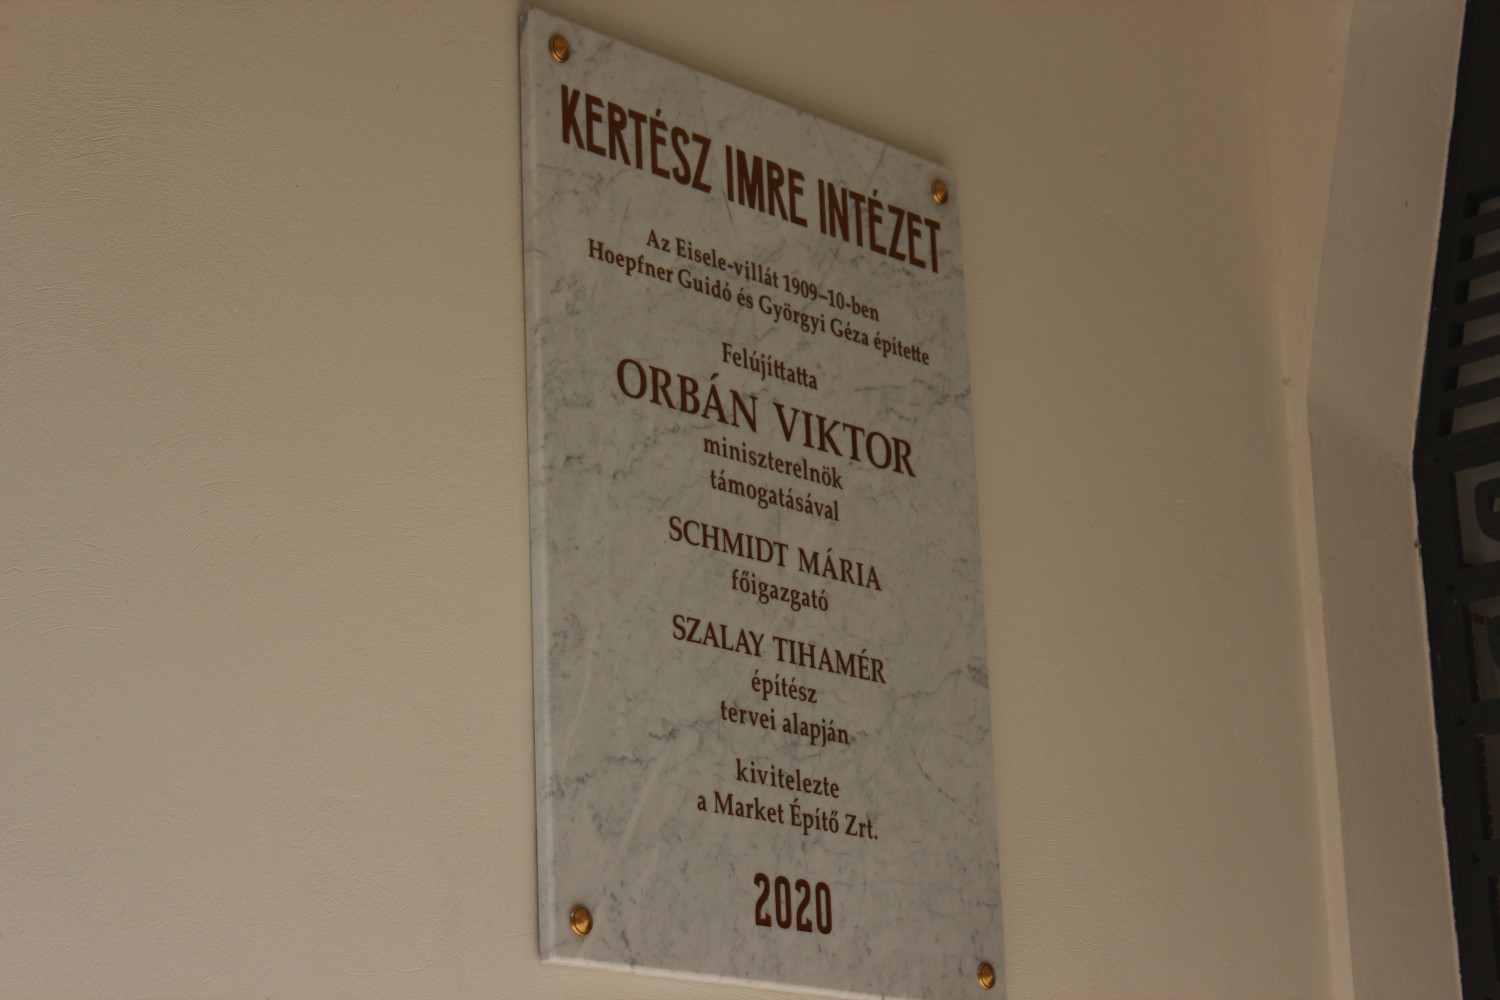 KERTÉSZ IMRE INTÉZET
Az Eisele-villát 1909–10-ben
Hoepfner Guidó és Györgyi Géza építette
Felújíttatta
ORBÁN VIKTOR
miniszterelnök
támogatásával
SCHMIDT MÁRIA
főigazgató
SZALAY TIHAMÉR
építész
tervei alapján
kivitelezte
a Market Építő Zrt.
2020